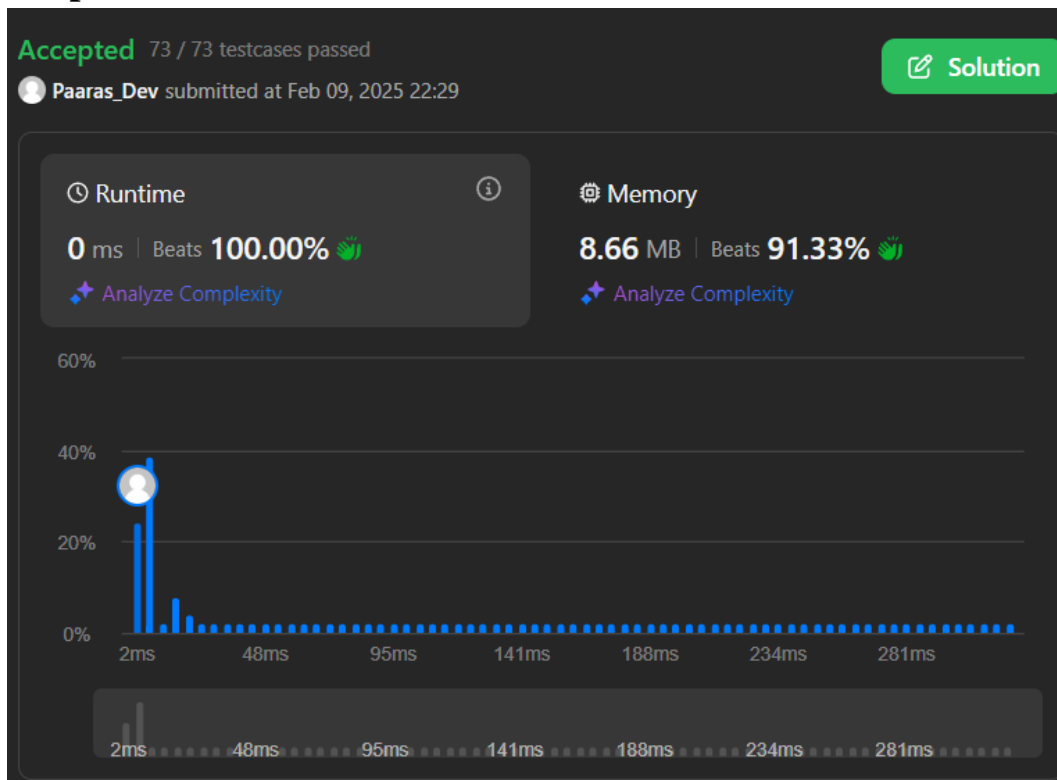 Accepted 73 / 73 testcases passed
Solution
Paaras_Dev submitted at Feb 09, 2025 22:29
Runtime
Memory
0 ms | Beats 100.00%
8.66 MB | Beats 91.33%
Analyze Complexity
Analyze Complexity
60%
40%
20%
0%
2ms 48ms 95ms 141ms 188ms 234ms 281ms
2ms 48ms 95ms 141ms 188ms 234ms 281ms